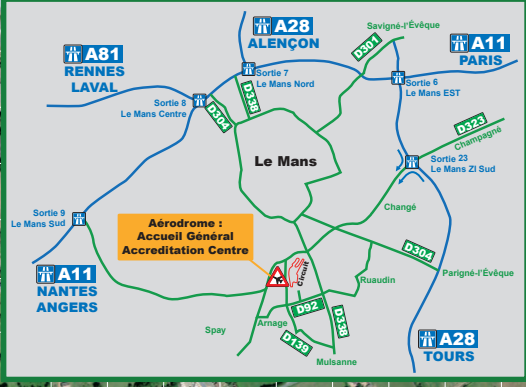 A28
ALENÇON
Savigné-l'Évêque
D301
A11
PARIS
A81
RENNES
LAVAL
Sortie 7
Le Mans Nord
Sortie 6
Le Mans EST
Sortie 8
Le Mans Centre
D304
D338
D323
Champagné
Le Mans
Sortie 23
Le Mans ZI Sud
Sortie 9
Le Mans Sud
Changé
Aérodrome :
Accueil Général
Accreditation Centre
D304
Parigné-l'Évêque
A11
NANTES
ANGERS
Circuit
Ruaudin
D92
D338
Spay
Arnage
D139
Mulsanne
A28
TOURS